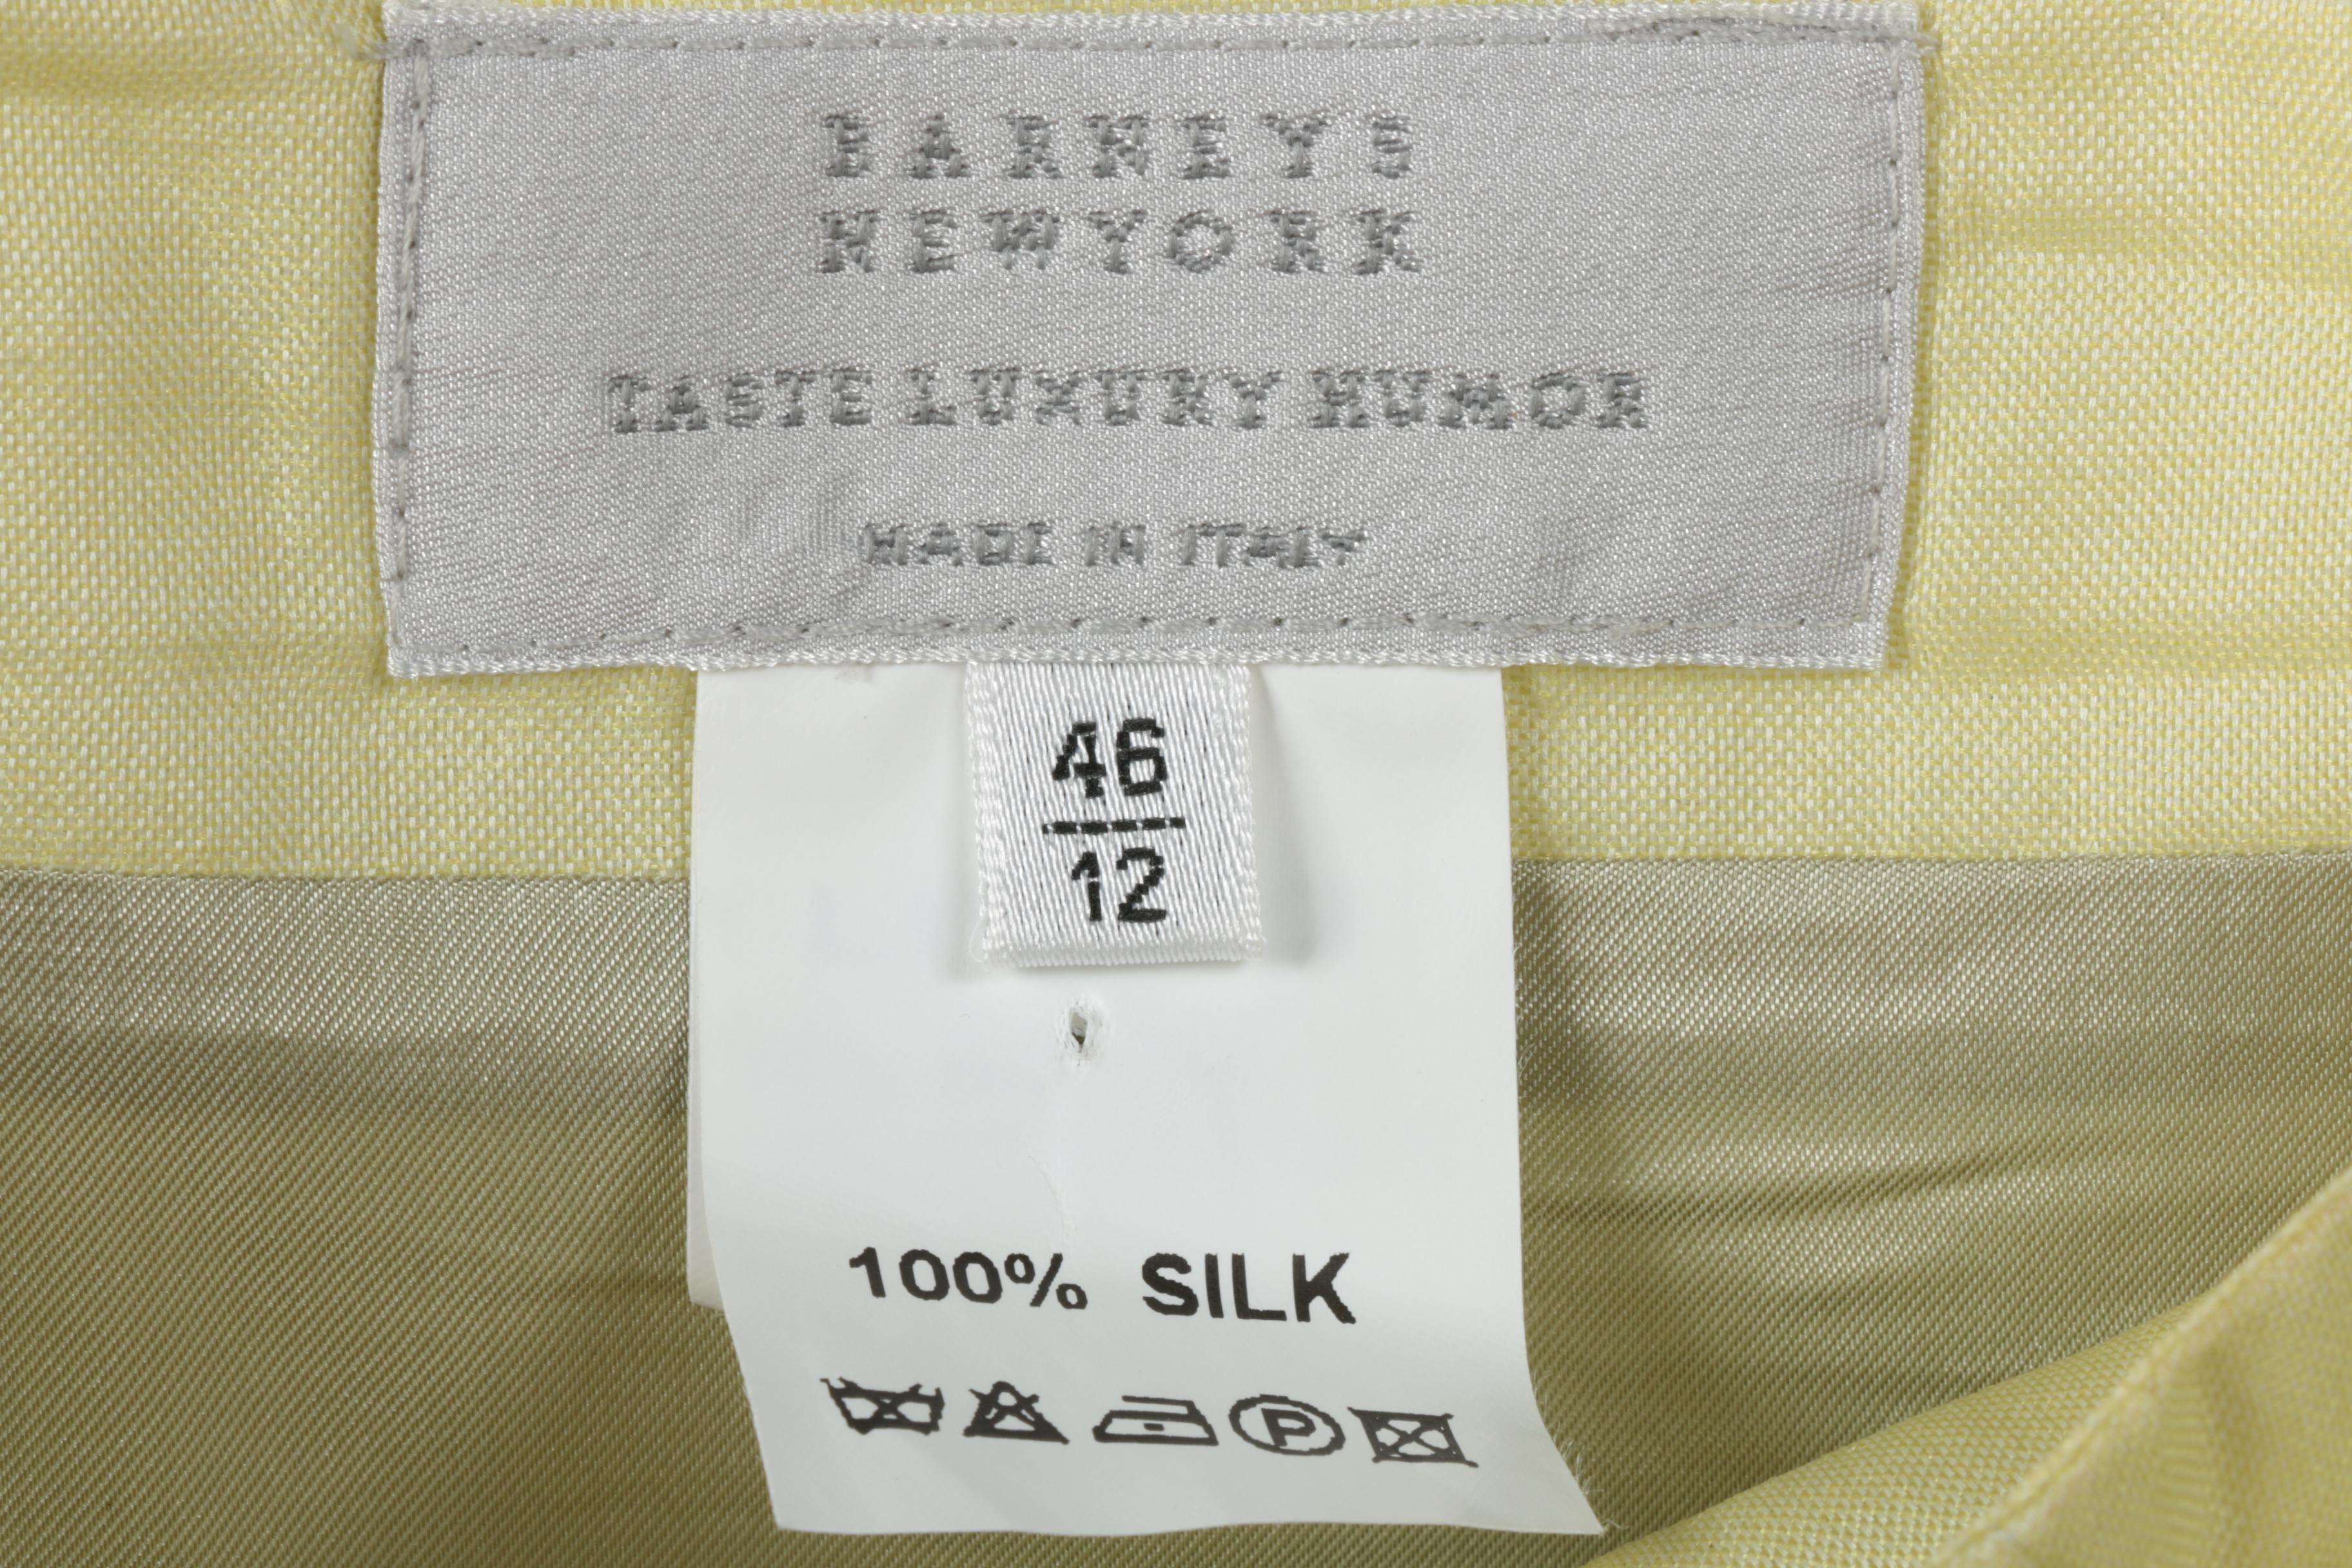 BARNEYS
NEWYORK
TASTE LUXURY HUMOR
MADE IN ITALY
46
12
100% SILK
P